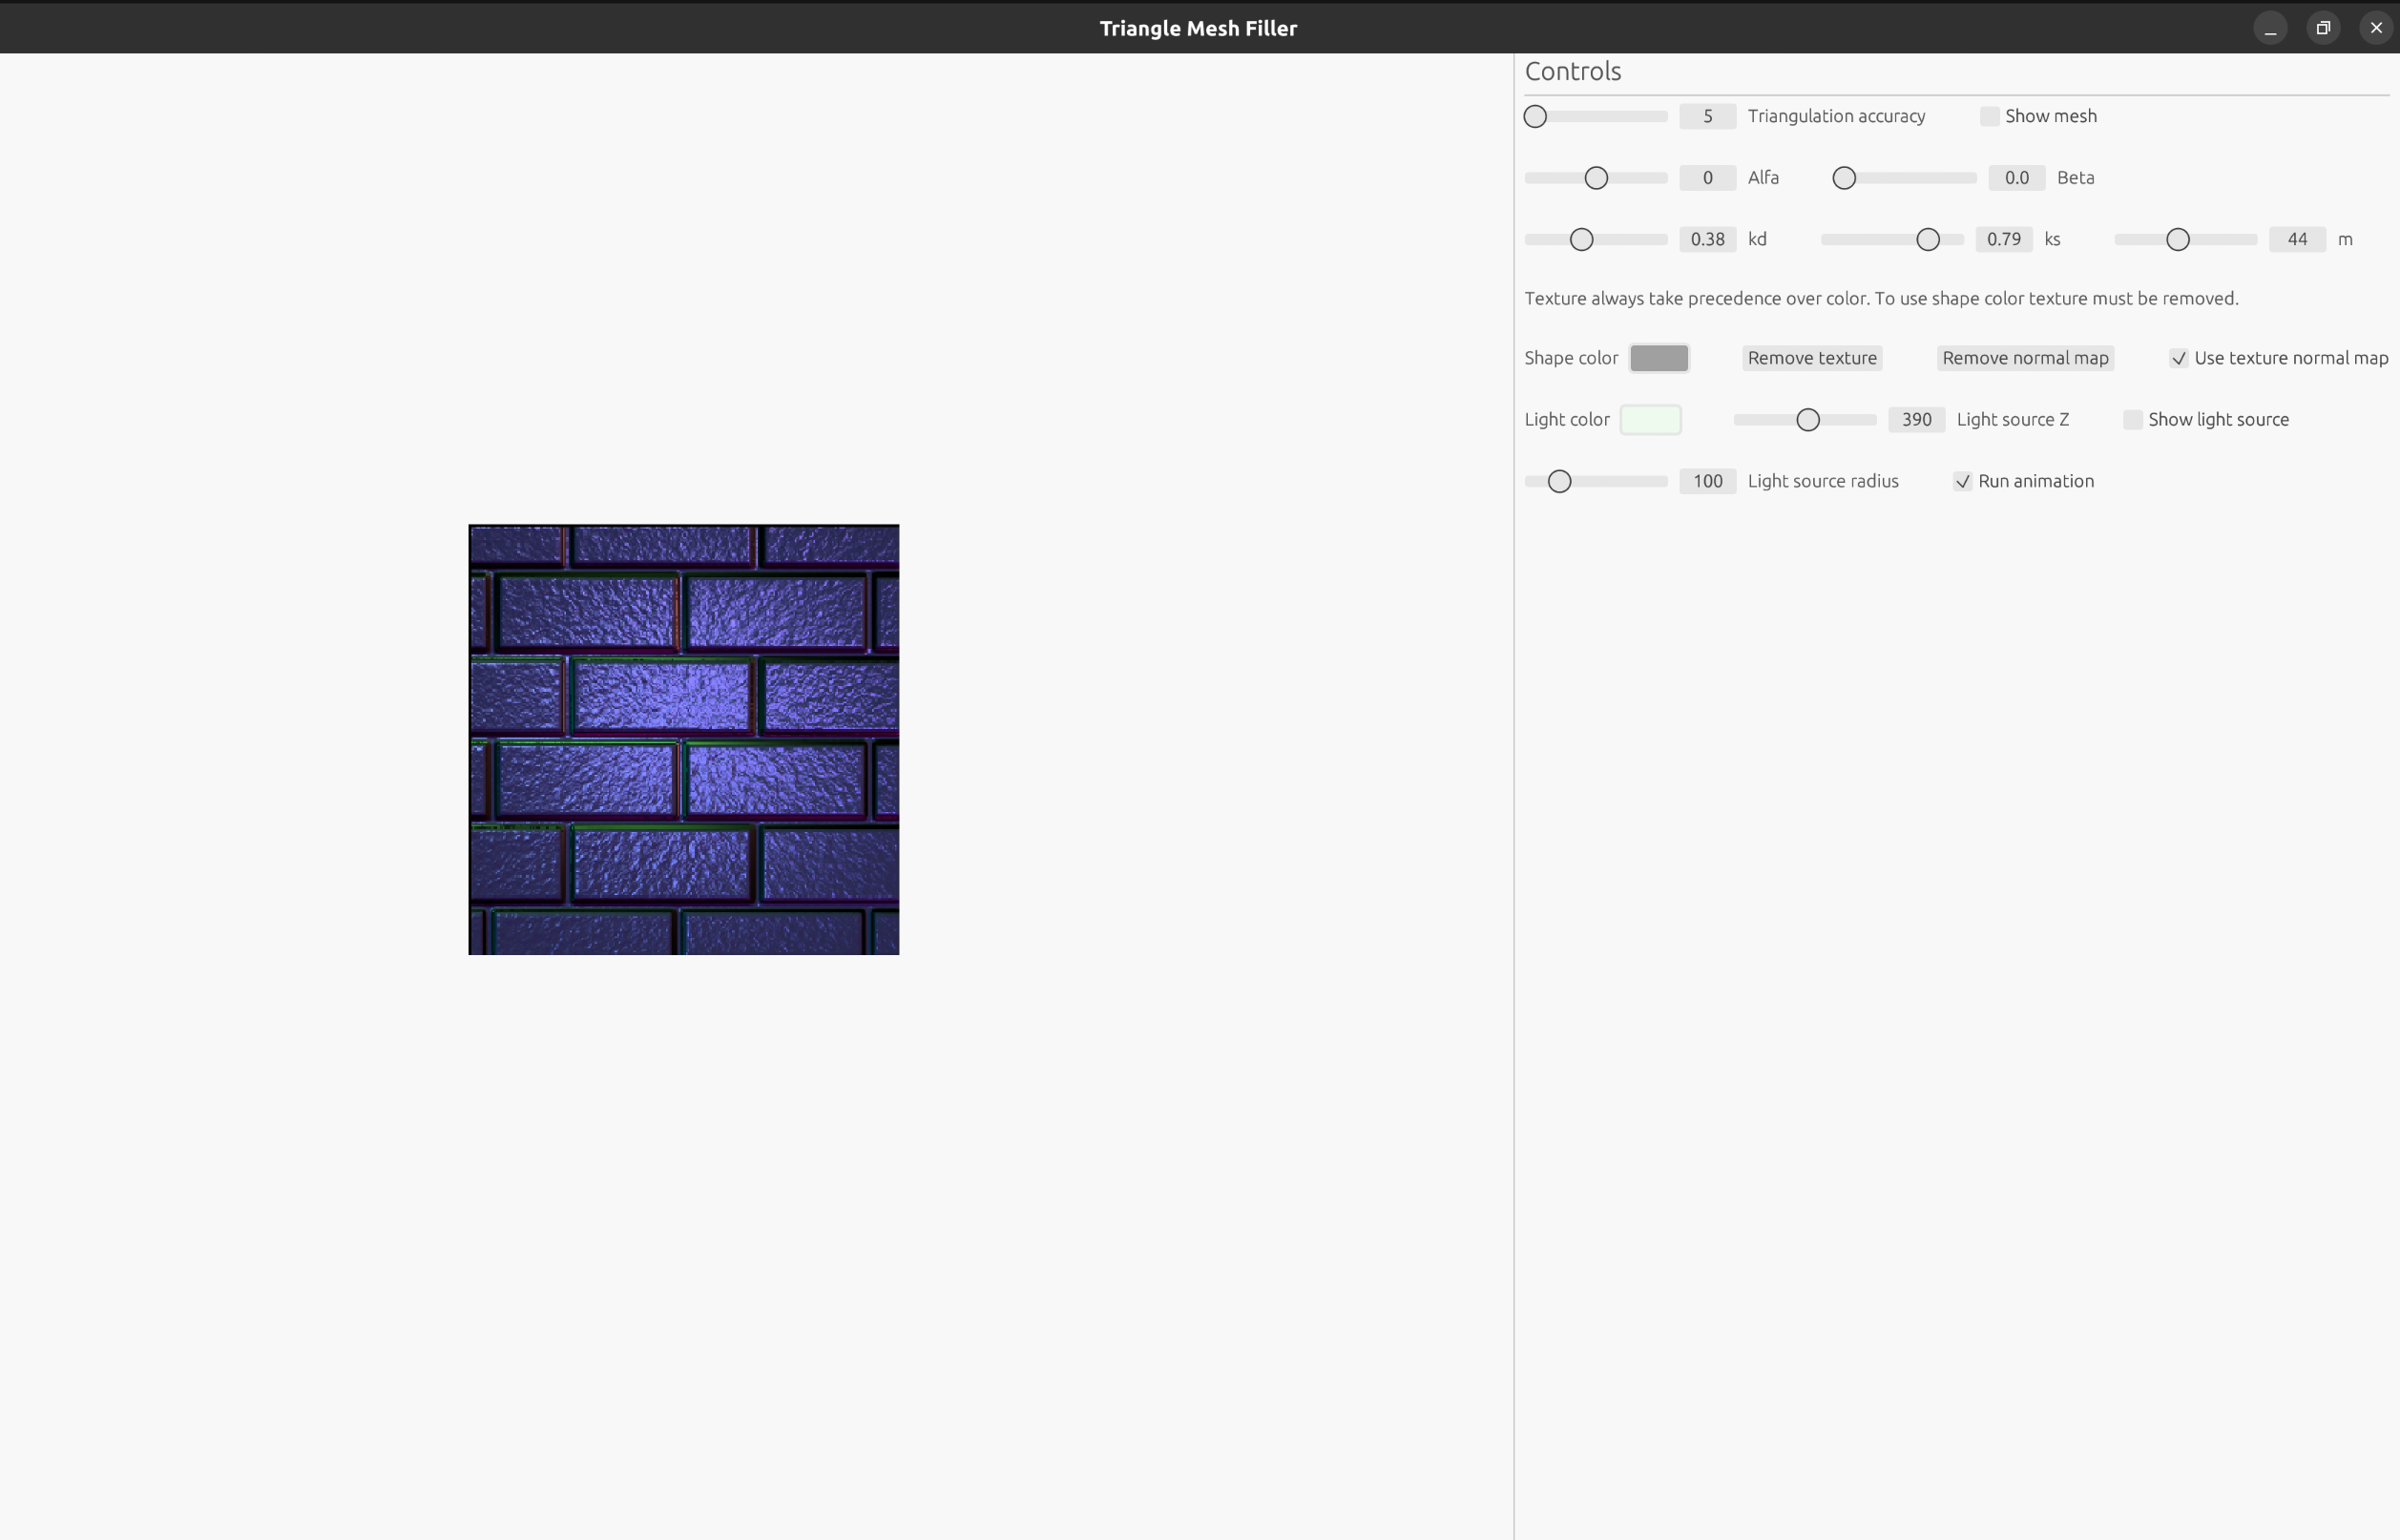 Triangle Mesh Filler
Controls
5 Triangulation accuracy Show mesh
0 Alfa 0.0 Beta
0.38 kd 0.79 ks 44 m
Texture always take precedence over color. To use shape color texture must be removed.
Shape color Remove texture Remove normal map Use texture normal map
Light color 390 Light source Z Show light source
100 Light source radius Run animation